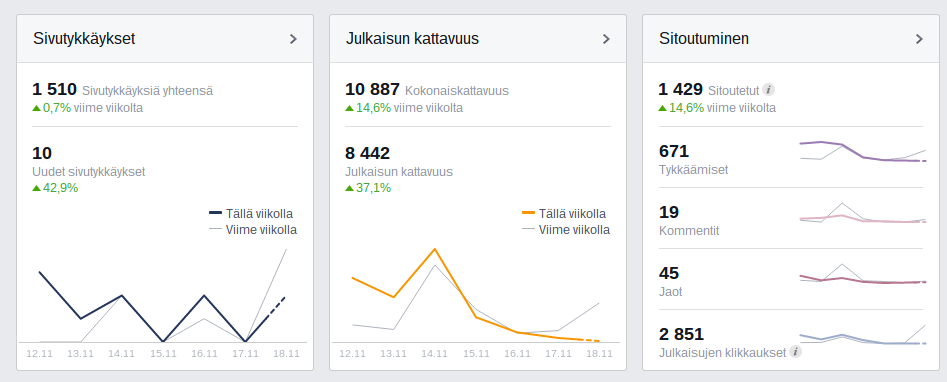 Sivutykkäykset
1 510 Sivutykkäyksiä yhteensä
0,7% viime viikolta
10
Uudet sivutykkäykset
42,9%
Tällä viikolla
Viime viikolla
12.11 13.11 14.11 15.11 16.11 17.11 18.11
Julkaisun kattavuus
10 887 Kokonaiskattavuus
14,6% viime viikolta
8 442
Julkaisun kattavuus
37,1%
Tällä viikolla
Viime viikolla
12.11 13.11 14.11 15.11 16.11 17.11 18.11
Sitoutuminen
1 429 Sitoutetut i
14,6% viime viikolta
671
Tykkäämiset
19
Kommentit
45
Jaot
2 851
Julkaisujen klikkaukset i